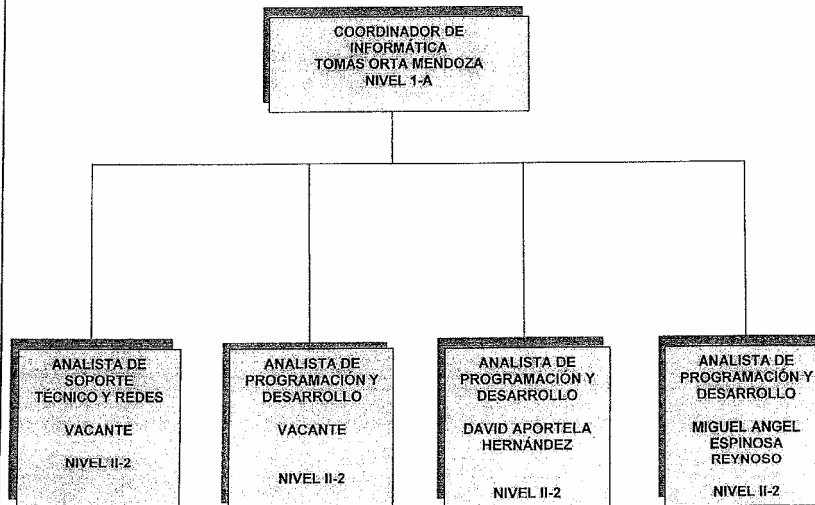 COORDINADOR DE
INFORMÁTICA
TOMÁS ORTA MENDOZA
NIVEL 1-A
ANALISTA DE
SOPORTE
TÉCNICO Y REDES
VACANTE
NIVEL II-2
ANALISTA DE
PROGRAMACIÓN Y
DESARROLLO
VACANTE
NIVEL II-2
ANALISTA DE
PROGRAMACIÓN Y
DESARROLLO
DAVID APORTELA
HERNÁNDEZ
NIVEL II-2
ANALISTA DE
PROGRAMACIÓN Y
DESARROLLO
MIGUEL ANGEL
ESPINOSA
REYNOSO
NIVEL II-2